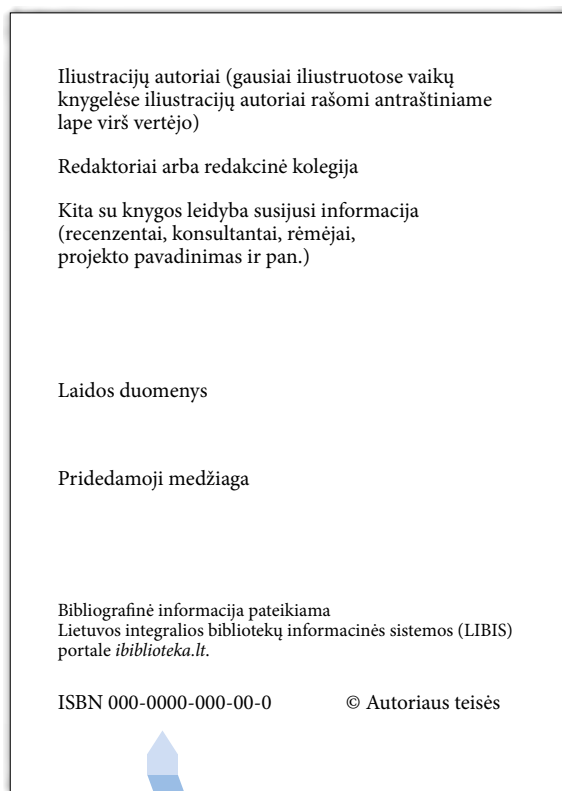 Iliustracijų autoriai (gausiai iliustruotose vaikų
knygelėse iliustracijų autoriai rašomi antraštiniame
lape virš vertėjo)
Redaktoriai arba redakcinė kolegija
Kita su knygos leidyba susijusi informacija
(recenzentai, konsultantai, rėmėjai,
projekto pavadinimas ir pan.)
Laidos duomenys
Pridedamoji medžiaga
Bibliografinė informacija pateikiama
Lietuvos integralios bibliotekų informacinės sistemos (LIBIS)
portale ibiblioteka.lt.
ISBN 000-0000-000-00-0 © Autoriaus teisės